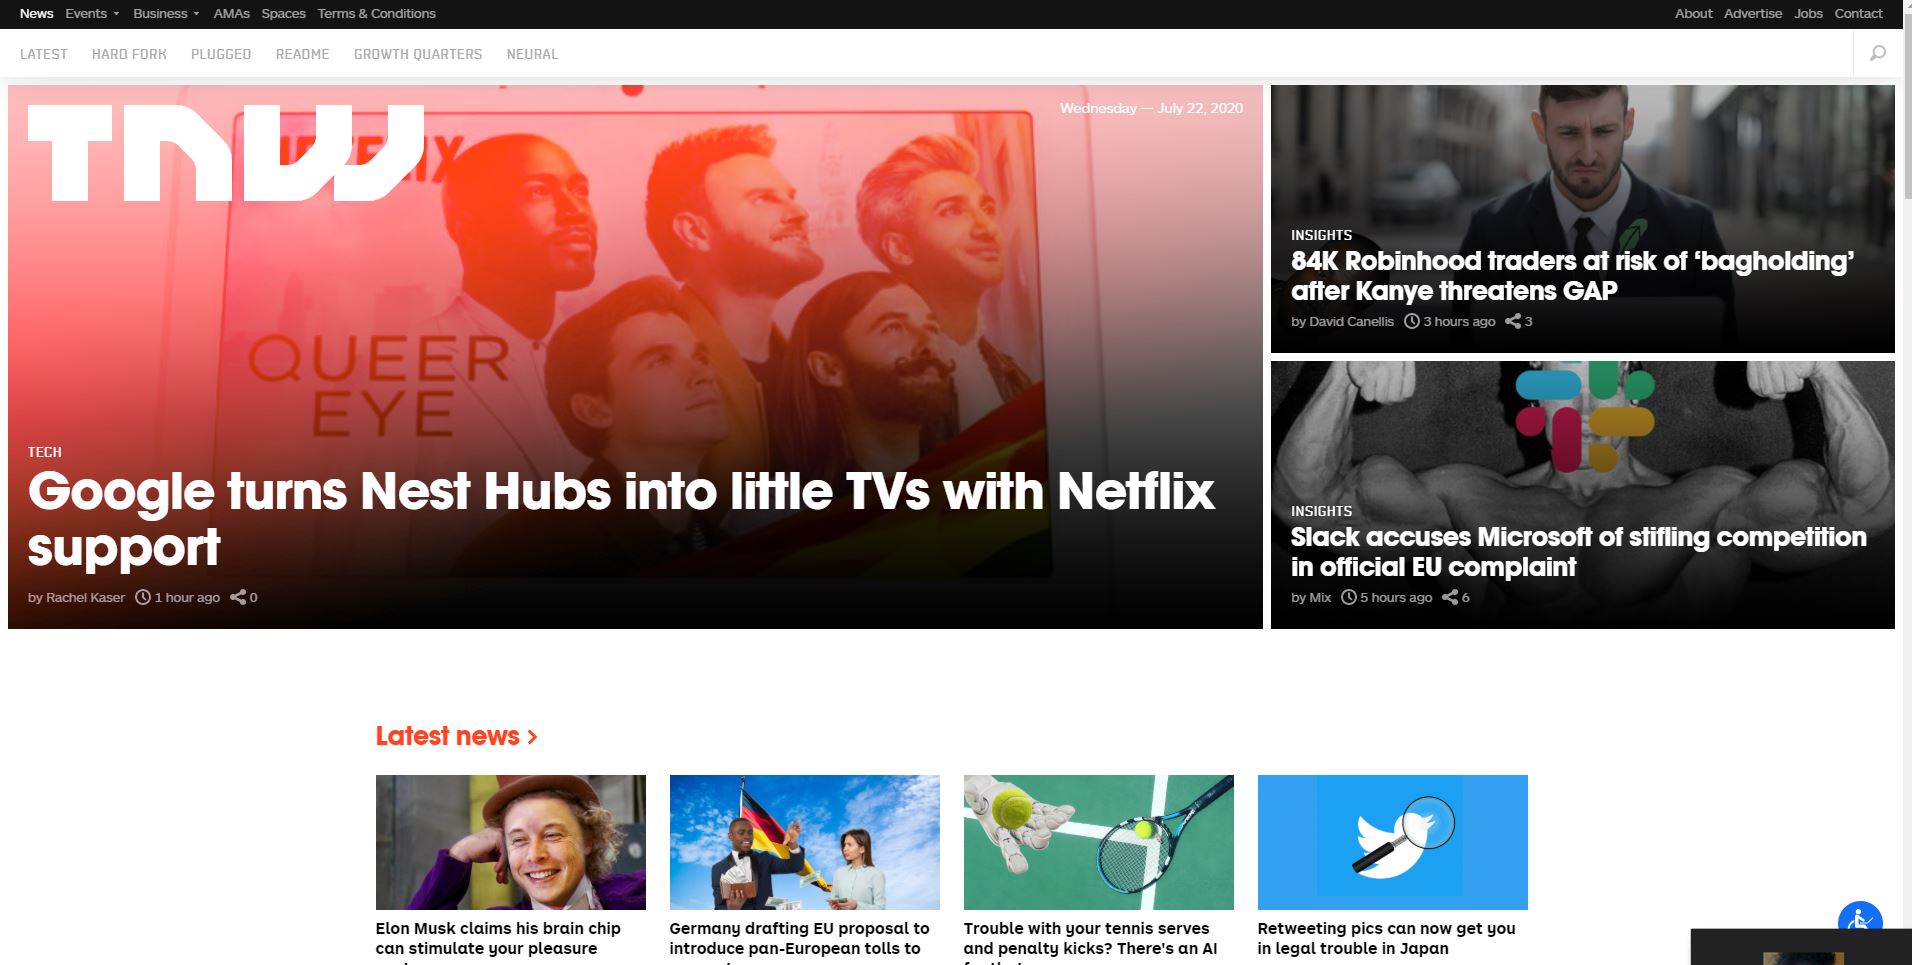 News Events Business AMAs Spaces Terms & Conditions About Advertise Jobs Contact
LATEST HARD FORK PLUGGED README GROWTH QUARTERS NEURAL
TNW
Wednesday — July 22, 2020
QUEER
EYE
TECH
Google turns Nest Hubs into little TVs with Netflix
support
by Rachel Kaser 1 hour ago 0
INSIGHTS
84K Robinhood traders at risk of ‘bagholding’
after Kanye threatens GAP
by David Canellis 3 hours ago 3
INSIGHTS
Slack accuses Microsoft of stifling competition
in official EU complaint
by Mix 5 hours ago 6
Latest news >
Elon Musk claims his brain chip
can stimulate your pleasure
Germany drafting EU proposal to
introduce pan-European tolls to
Trouble with your tennis serves
and penalty kicks? There's an AI
Retweeting pics can now get you
in legal trouble in Japan